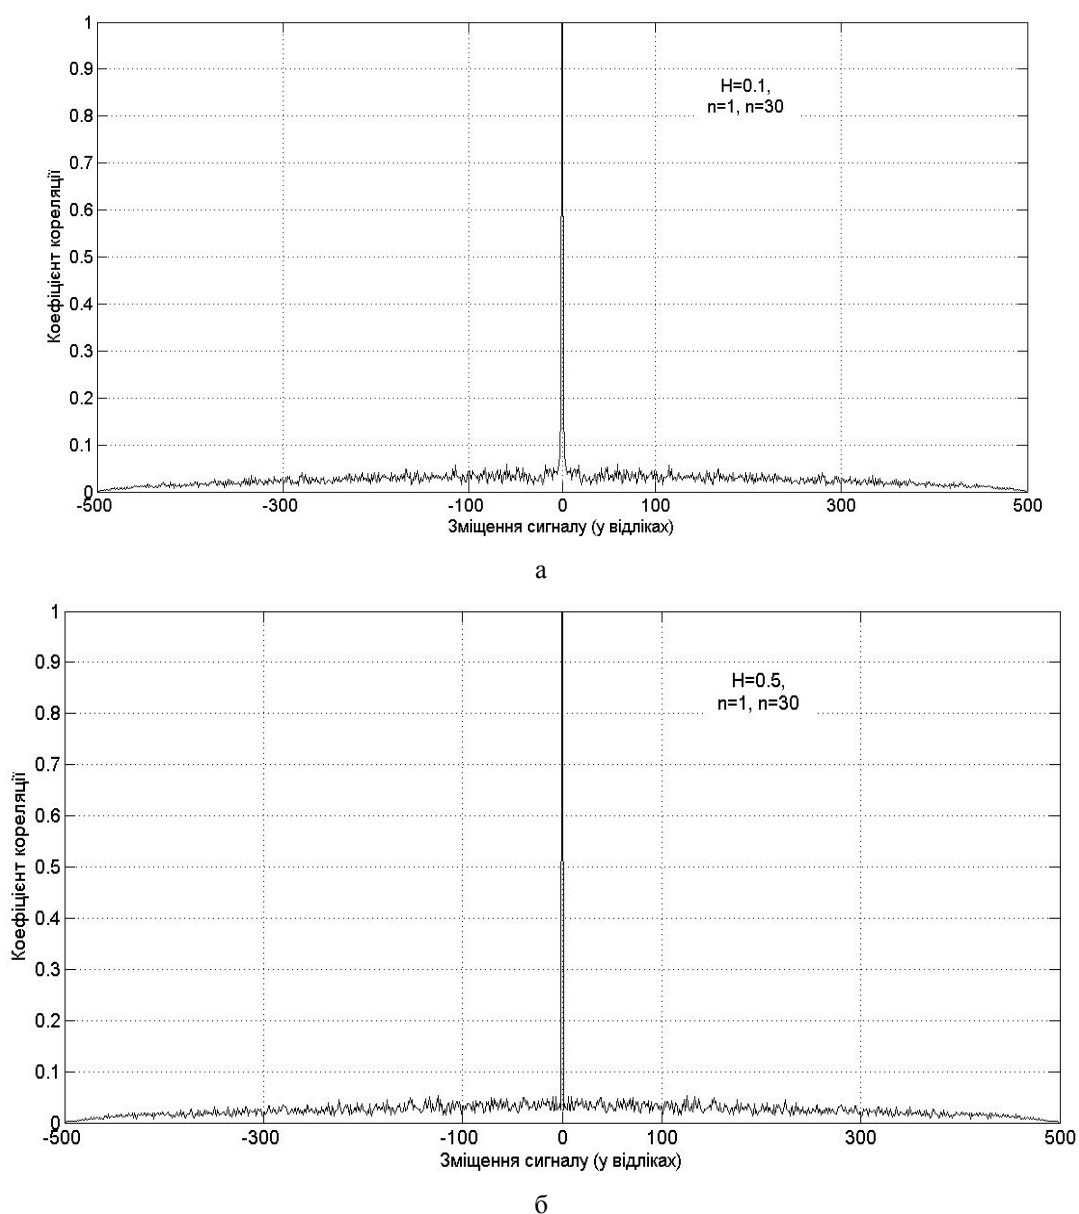 1
0.9
0.8
0.7
0.6
0.5
0.4
0.3
0.2
0.1
0
Коефіцієнт кореляції
H=0.1,
n=1, n=30
-500 -300 -100 0 100 300 500
Зміщення сигналу (у відліках)
а
1
0.9
0.8
0.7
0.6
0.5
0.4
0.3
0.2
0.1
0
Коефіцієнт кореляції
H=0.5,
n=1, n=30
-500 -300 -100 0 100 300 500
Зміщення сигналу (у відліках)
б